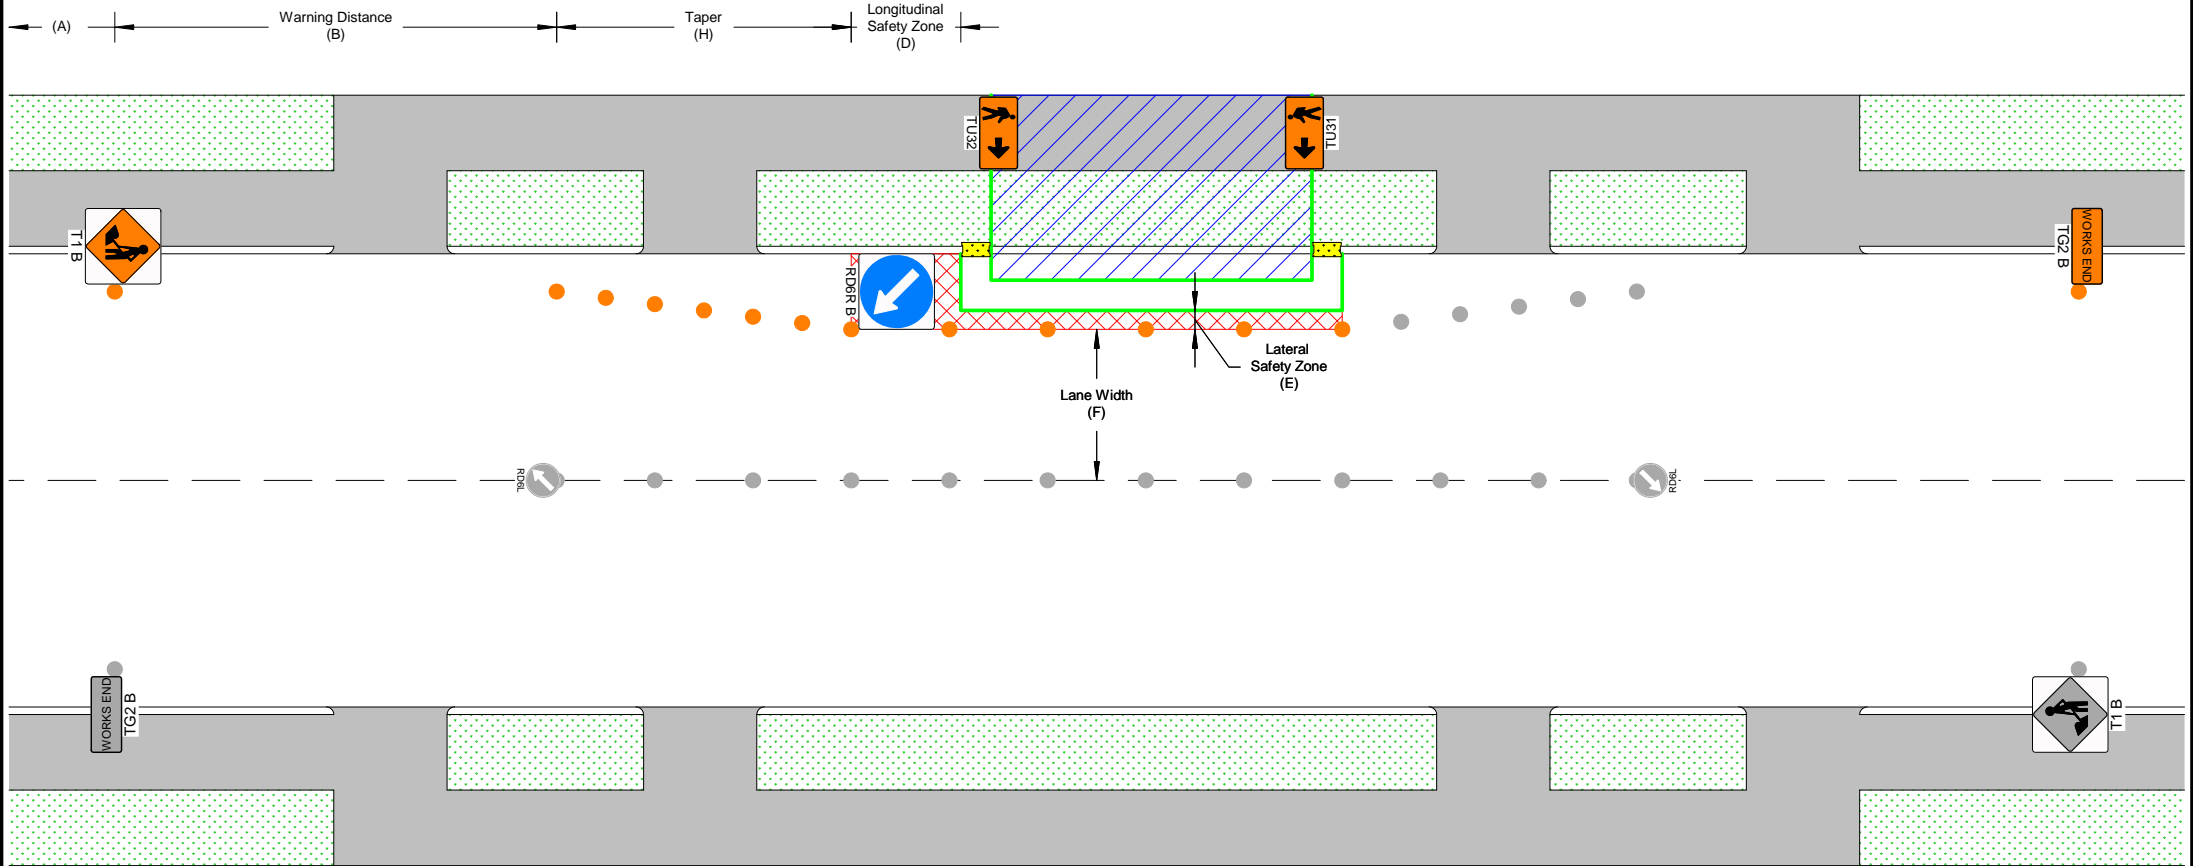 (A)
Warning Distance
(B)
Taper
(H)
Longitudinal
Safety Zone
(D)
TU32
TU31
T1 B
RD6R B
WORKS END
TG2 B
Lateral
Safety Zone
(E)
Lane Width
(F)
RD6L
RD6L
WORKS END
TG2 B
T1 B